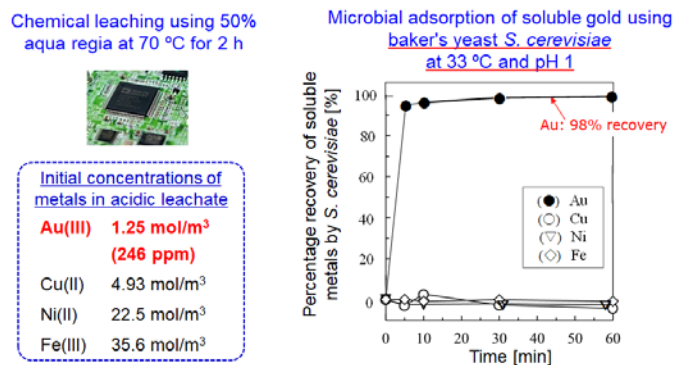 Chemical leaching using 50%
aqua regia at 70 ºC for 2 h
Initial concentrations of
metals in acidic leachate
Au(III) 1.25 mol/m³
(246 ppm)
Cu(II) 4.93 mol/m³
Ni(II) 22.5 mol/m³
Fe(III) 35.6 mol/m³
Microbial adsorption of soluble gold using
baker's yeast S. cerevisiae
at 33 ºC and pH 1
Percentage recovery of soluble
metals by S. cerevisiae [%]
100
80
60
40
20
0
Au: 98% recovery
(●) Au
(○) Cu
(▽) Ni
(◇) Fe
0 10 20 30 40 50 60
Time [min]